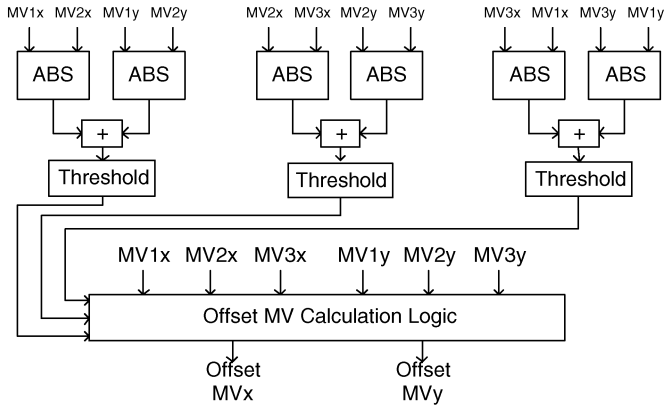 MV1x MV2x MV1y MV2y MV2x MV3x MV2y MV3y MV3x MV1x MV3y MV1y
ABS ABS ABS ABS ABS ABS
+ + +
Threshold Threshold Threshold
MV1x MV2x MV3x MV1y MV2y MV3y
Offset MV Calculation Logic
Offset Offset
MVx MVy